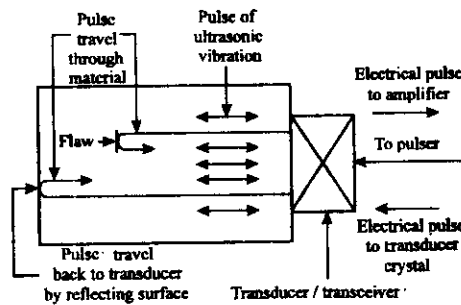 Pulse
travel
through
material
Pulse of
ultrasonic
vibration
Electrical pulse
to amplifier
Flaw
To pulser
Electrical pulse
to transducer
crystal
Pulse travel
back to transducer
by reflecting surface
Transducer / transceiver